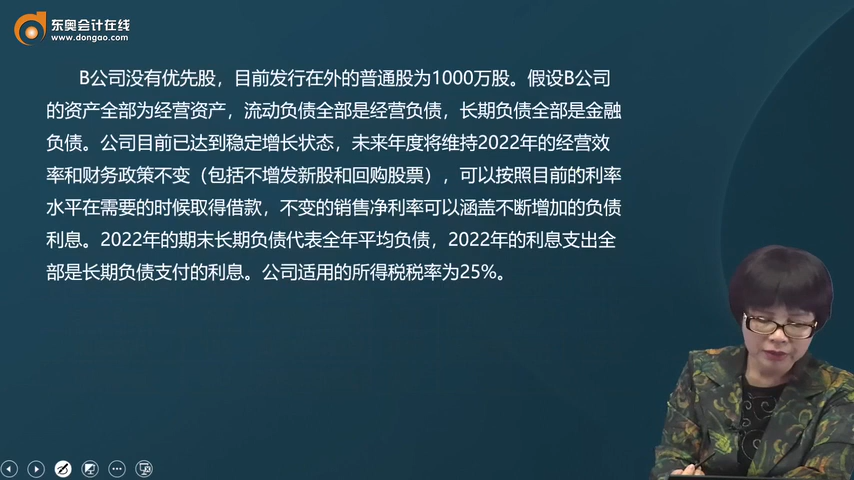 东奥会计在线
www.dongao.com
B公司没有优先股，目前发行在外的普通股为1000万股。假设B公司
的资产全部为经营资产，流动负债全部是经营负债，长期负债全部是金融
负债。公司目前已达到稳定增长状态，未来年度将维持2022年的经营效
率和财务政策不变（包括不增发新股和回购股票），可以按照目前的利率
水平在需要的时候取得借款，不变的销售净利率可以涵盖不断增加的负债
利息。2022年的期末长期负债代表全年平均负债，2022年的利息支出全
部是长期负债支付的利息。公司适用的所得税税率为25%。